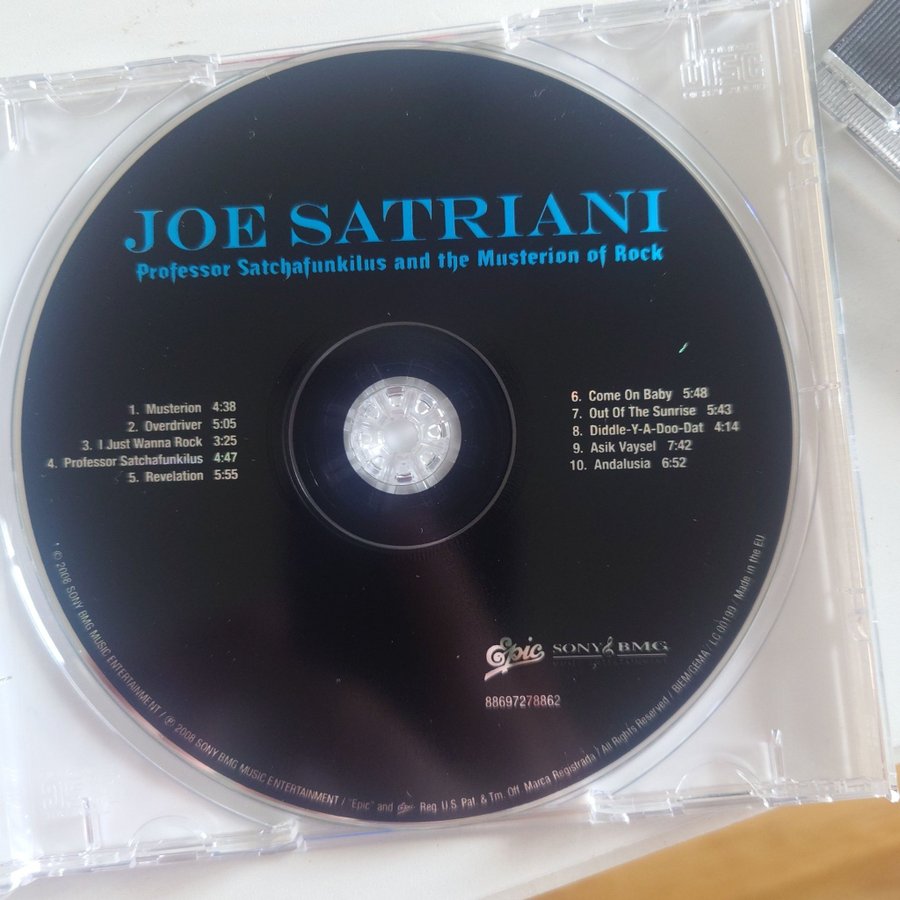 JOE SATRIANI
Professor Satchafunkilus and the Musterion of Rock
1. Musterion 4:38
2. Overdriver 5:05
3. I Just Wanna Rock 3:25
4. Professor Satchafunkilus 4:47
5. Revelation 5:55
6. Come On Baby 5:48
7. Out Of The Sunrise 5:43
8. Diddle-Y-A-Doo-Dat 4:14
9. Asik Vaysel 7:42
10. Andalusia 6:52
Epic
SONY BMG
MUSIC ENTERTAINMENT
88697278862
© 2008 SONY BMG MUSIC ENTERTAINMENT / ℗ 2008 SONY BMG MUSIC ENTERTAINMENT / "Epic" and Epic Reg. U.S. Pat. & Tm. Off. Marca Registrada / All Rights Reserved / BIEM/GEMA / LC 00199 / Made in the EU